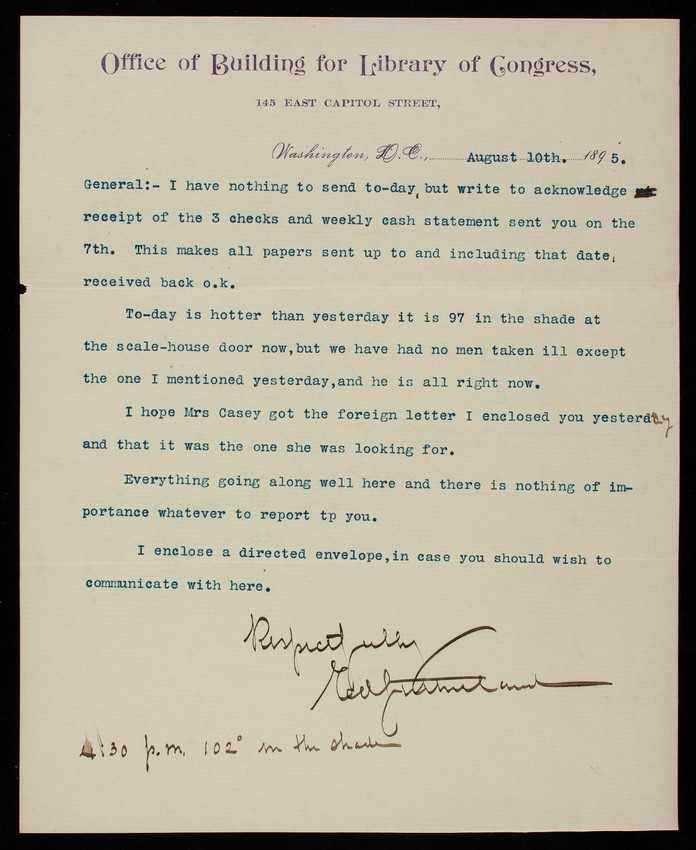 Office of Building for Library of Congress,
145 EAST CAPITOL STREET,
Washington, D.C., August 10th. 1895.
General:- I have nothing to send to-day, but write to acknowledge
receipt of the 3 checks and weekly cash statement sent you on the
7th. This makes all papers sent up to and including that date,
received back o.k.
To-day is hotter than yesterday it is 97 in the shade at
the scale-house door now,but we have had no men taken ill except
the one I mentioned yesterday,and he is all right now.
I hope Mrs Casey got the foreign letter I enclosed you yesterday
and that it was the one she was looking for.
Everything going along well here and there is nothing of im-
portance whatever to report tp you.
I enclose a directed envelope,in case you should wish to
communicate with here.
Respectfully
4:30 p.m. 102° in the shade